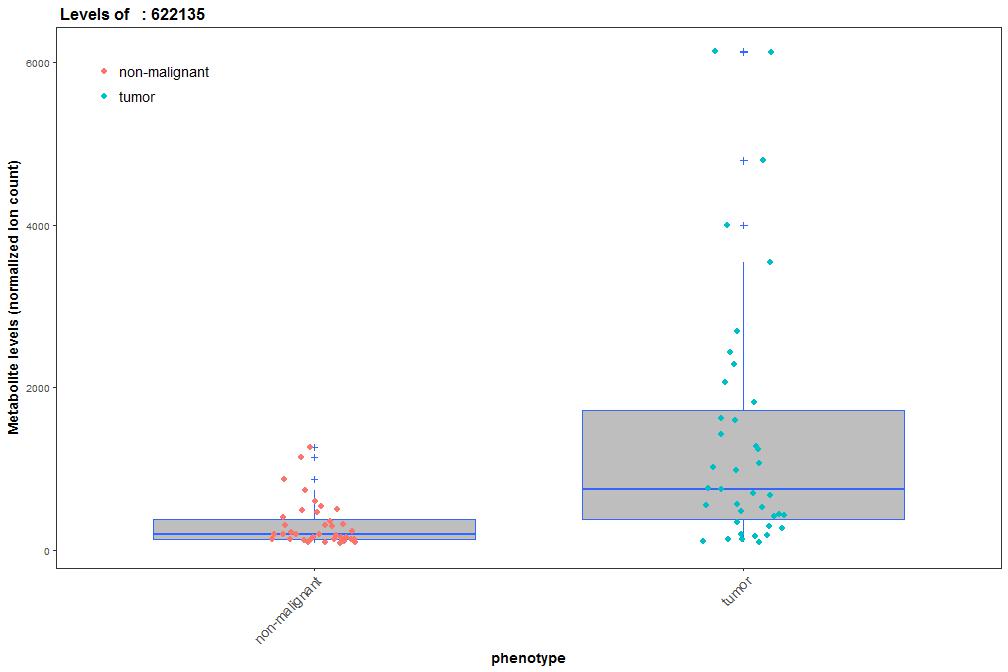 Levels of : 622135
non-malignant
tumor
Metabolite levels (normalized ion count)
6000
4000
2000
0
non-malignant
tumor
phenotype